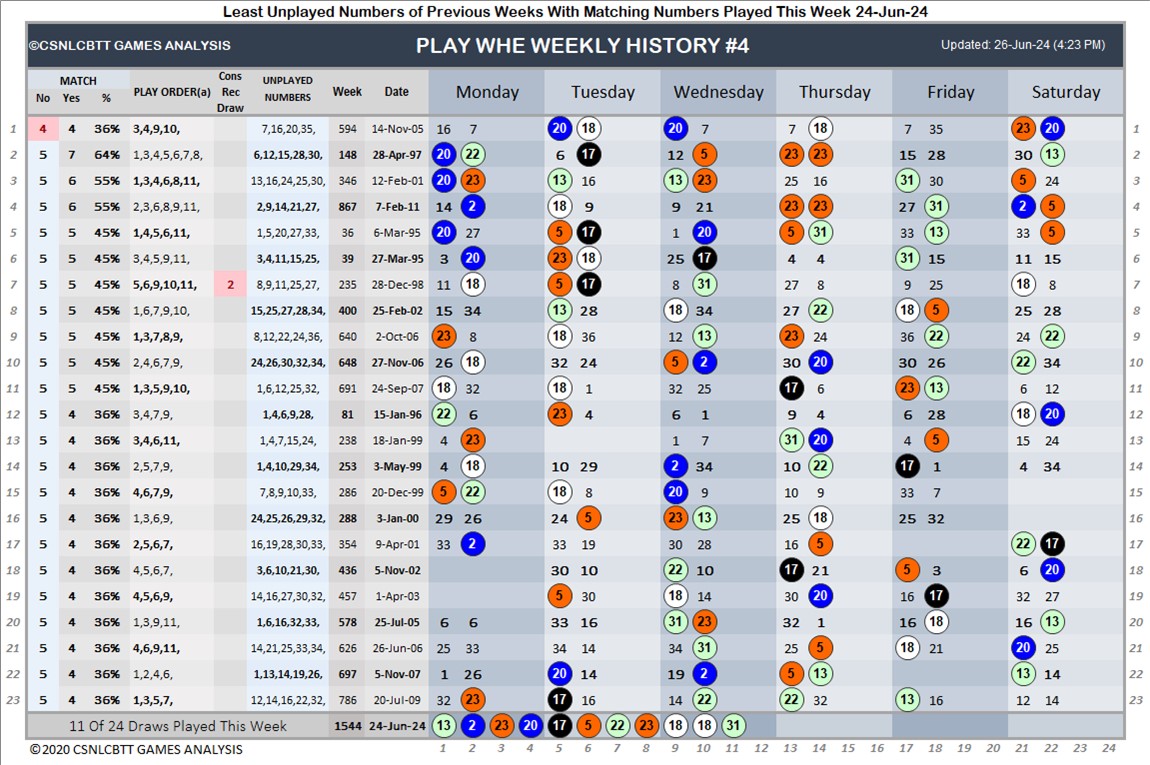 Least Unplayed Numbers of Previous Weeks With Matching Numbers Played This Week 24-Jun-24
©CSNLCBTT GAMES ANALYSIS PLAY WHE WEEKLY HISTORY #4 Updated: 26-Jun-24 (4:23 PM)
MATCH No Yes % PLAY ORDER(a) Cons Rec Draw UNPLAYED NUMBERS Week Date Monday Tuesday Wednesday Thursday Friday Saturday
1 4 4 36% 3,4,9,10, 7,16,20,35, 594 14-Nov-05 16 7 20 18 20 7 7 18 7 35 23 20 1
2 5 7 64% 1,3,4,5,6,7,8, 6,12,15,28,30, 148 28-Apr-97 20 22 6 17 12 5 23 23 15 28 30 13 2
3 5 6 55% 1,3,4,6,8,11, 13,16,24,25,30, 346 12-Feb-01 20 23 13 16 13 23 25 16 31 30 5 24 3
4 5 6 55% 2,3,6,8,9,11, 2,9,14,21,27, 867 7-Feb-11 14 2 18 9 9 21 23 23 27 31 2 5 4
5 5 5 45% 1,4,5,6,11, 1,5,20,27,33, 36 6-Mar-95 20 27 5 17 1 20 5 31 33 13 33 5 5
6 5 5 45% 3,4,5,9,11, 3,4,11,15,25, 39 27-Mar-95 3 20 23 18 25 17 4 4 31 15 11 15 6
7 5 5 45% 5,6,9,10,11, 2 8,9,11,25,27, 235 28-Dec-98 11 18 5 17 8 31 27 8 9 25 18 8 7
8 5 5 45% 1,6,7,9,10, 15,25,27,28,34, 400 25-Feb-02 15 34 13 28 18 34 27 22 18 5 25 28 8
9 5 5 45% 1,3,7,8,9, 8,12,22,24,36, 640 2-Oct-06 23 8 18 36 12 13 23 24 36 22 24 22 9
10 5 5 45% 2,4,6,7,9, 24,26,30,32,34, 648 27-Nov-06 26 18 32 24 5 2 30 20 30 26 22 34 10
11 5 5 45% 1,3,5,9,10, 1,6,12,25,32, 691 24-Sep-07 18 32 18 1 32 25 17 6 23 13 6 12 11
12 5 4 36% 3,4,7,9, 1,4,6,9,28, 81 15-Jan-96 22 6 23 4 6 1 9 4 6 28 18 20 12
13 5 4 36% 3,4,6,11, 1,4,7,15,24, 238 18-Jan-99 4 23 1 7 31 20 4 5 15 24 13
14 5 4 36% 2,5,7,9, 1,4,10,29,34, 253 3-May-99 4 18 10 29 2 34 10 22 17 1 4 34 14
15 5 4 36% 4,6,7,9, 7,8,9,10,33, 286 20-Dec-99 5 22 18 8 20 9 10 9 33 7 15
16 5 4 36% 1,3,6,9, 24,25,26,29,32, 288 3-Jan-00 29 26 24 5 23 13 25 18 25 32 16
17 5 4 36% 2,5,6,7, 16,19,28,30,33, 354 9-Apr-01 33 2 33 19 30 28 16 5 22 17 17
18 5 4 36% 4,5,6,7, 3,6,10,21,30, 436 5-Nov-02 30 10 22 10 17 21 5 3 6 20 18
19 5 4 36% 4,5,6,9, 14,16,27,30,32, 457 1-Apr-03 5 30 18 14 30 20 16 17 32 27 19
20 5 4 36% 1,3,9,11, 1,6,16,32,33, 578 25-Jul-05 6 6 33 16 31 23 32 1 16 18 16 13 20
21 5 4 36% 4,6,9,11, 14,21,25,33,34, 626 26-Jun-06 25 33 34 14 34 31 25 5 18 21 20 25 21
22 5 4 36% 1,2,4,6, 1,13,14,19,26, 697 5-Nov-07 1 26 20 14 19 2 5 13 13 14 22
23 5 4 36% 1,3,5,7, 12,14,16,22,32, 786 20-Jul-09 32 23 17 16 14 22 22 32 13 16 12 14 23
11 Of 24 Draws Played This Week 1544 24-Jun-24 13 2 23 20 17 5 22 23 18 18 31
© 2020 CSNLCBTT GAMES ANALYSIS 1 2 3 4 5 6 7 8 9 10 11 12 13 14 15 16 17 18 19 20 21 22 23 24